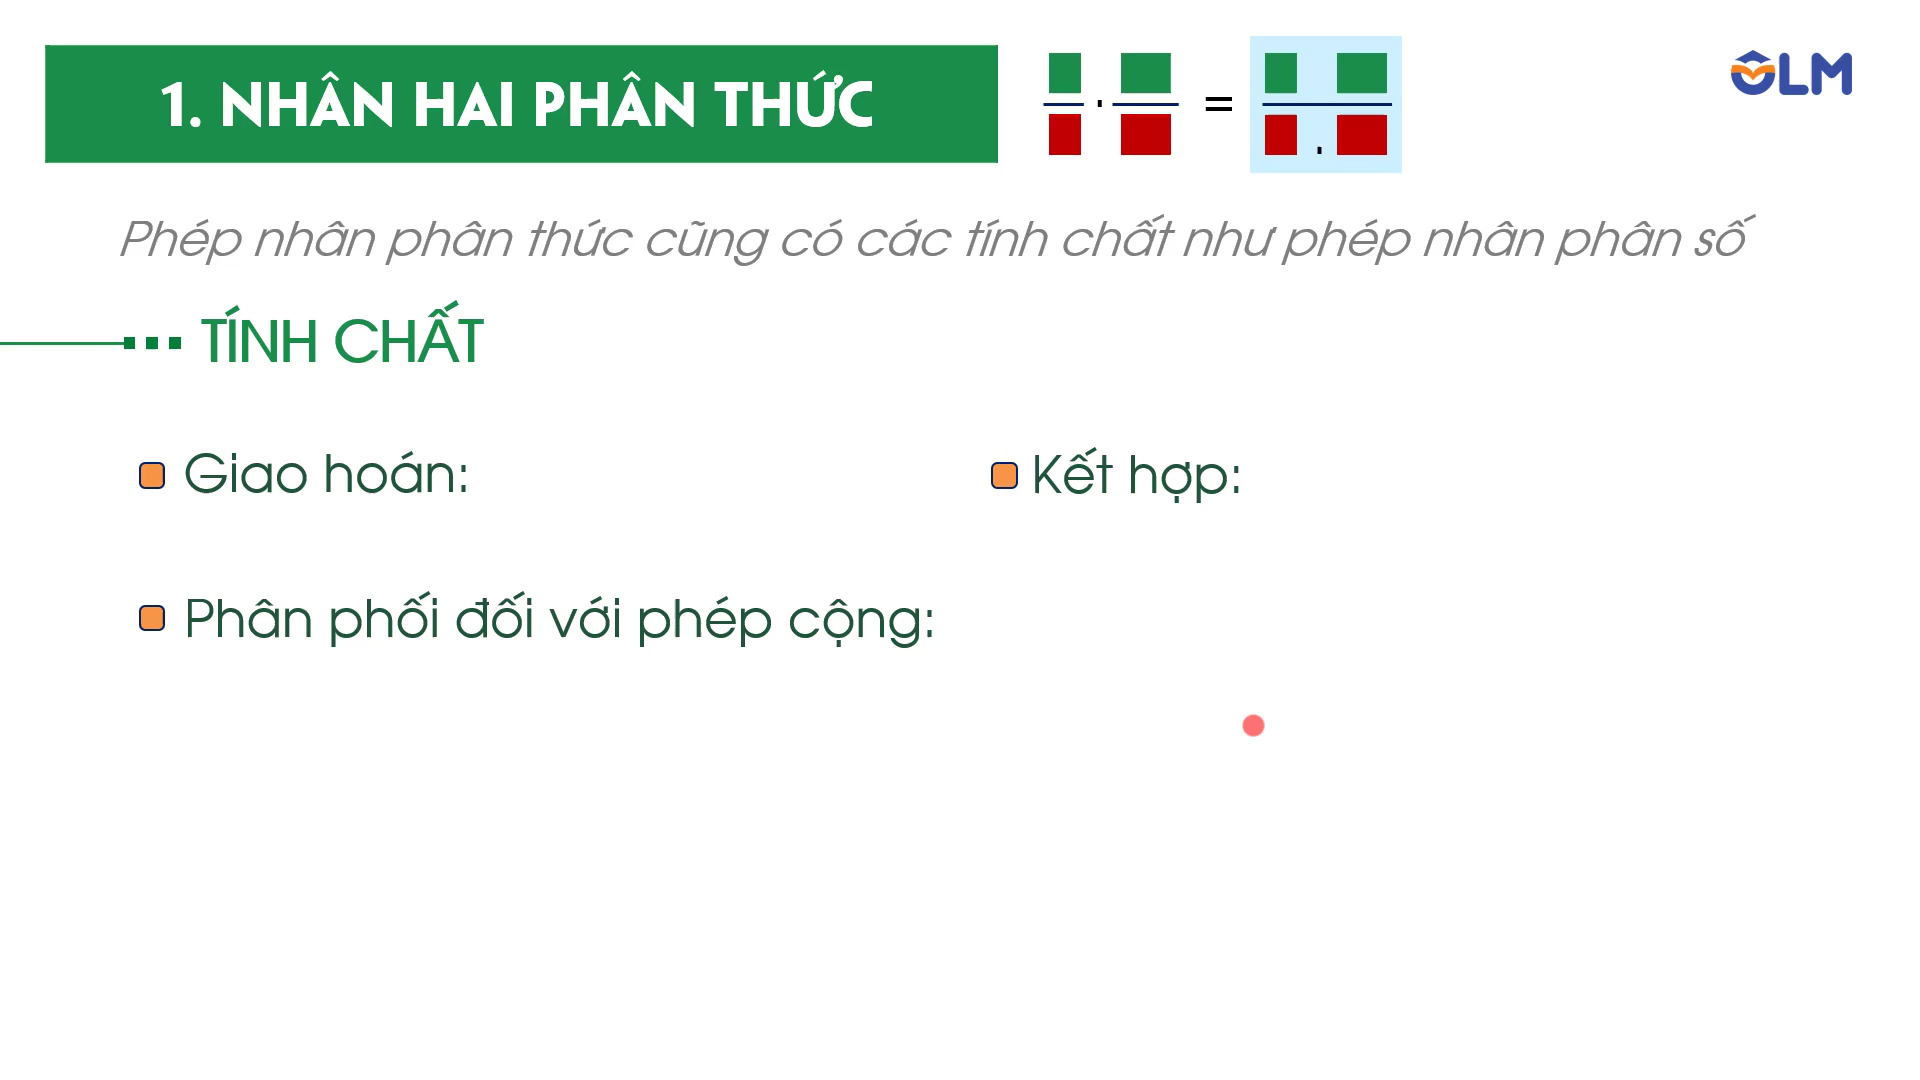 1. NHÂN HAI PHÂN THỨC
. = .
OLM
Phép nhân phân thức cũng có các tính chất như phép nhân phân số
TÍNH CHẤT
Giao hoán:
Kết hợp:
Phân phối đối với phép cộng: